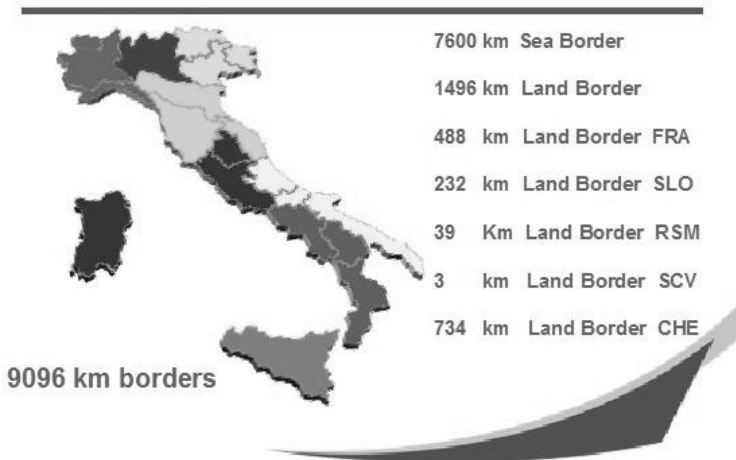 7600 km Sea Border
1496 km Land Border
488 km Land Border FRA
232 km Land Border SLO
39 Km Land Border RSM
3 km Land Border SCV
734 km Land Border CHE
9096 km borders